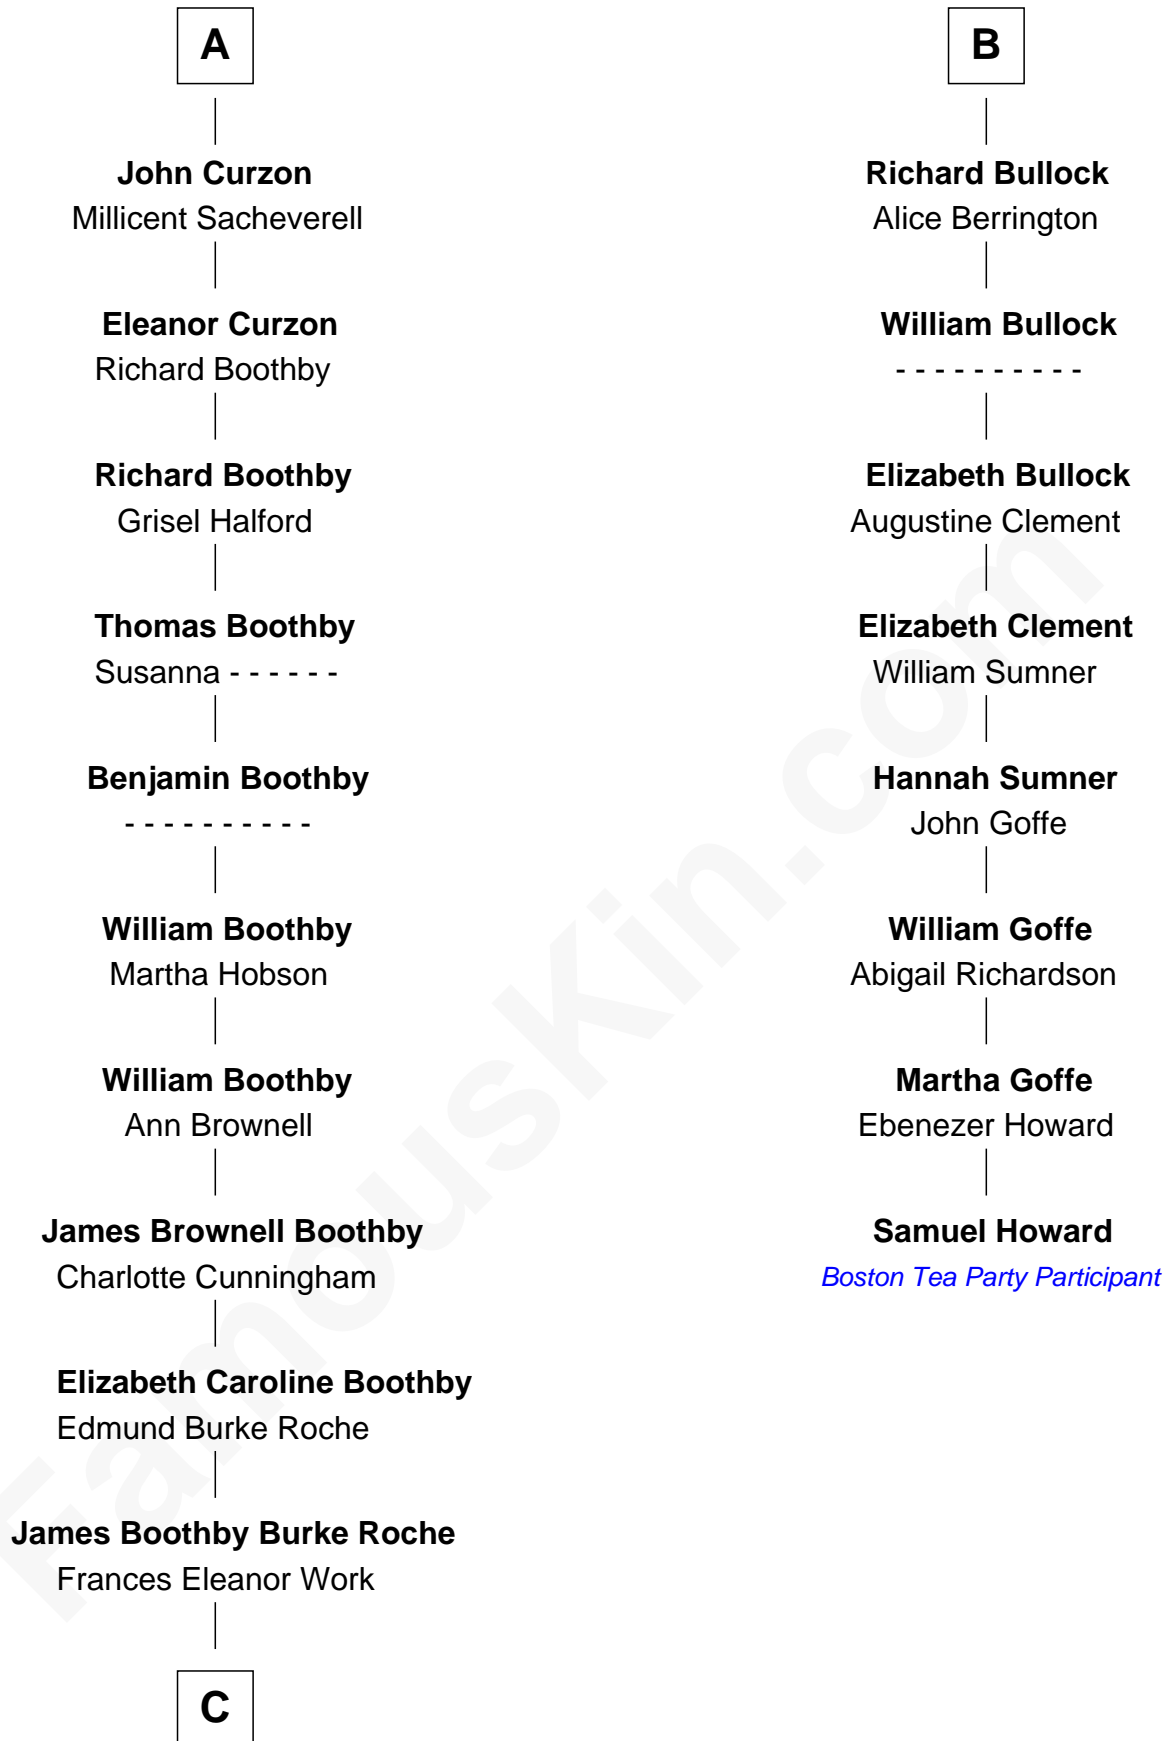 A
John Curzon
Millicent Sacheverell
Eleanor Curzon
Richard Boothby
Richard Boothby
Grisel Halford
Thomas Boothby
Susanna - - - - - -
Benjamin Boothby
- - - - - - - - - -
William Boothby
Martha Hobson
William Boothby
Ann Brownell
James Brownell Boothby
Charlotte Cunningham
Elizabeth Caroline Boothby
Edmund Burke Roche
James Boothby Burke Roche
Frances Eleanor Work
C
B
Richard Bullock
Alice Berrington
William Bullock
- - - - - - - - - -
Elizabeth Bullock
Augustine Clement
Elizabeth Clement
William Sumner
Hannah Sumner
John Goffe
William Goffe
Abigail Richardson
Martha Goffe
Ebenezer Howard
Samuel Howard
Boston Tea Party Participant
FamousKin.com